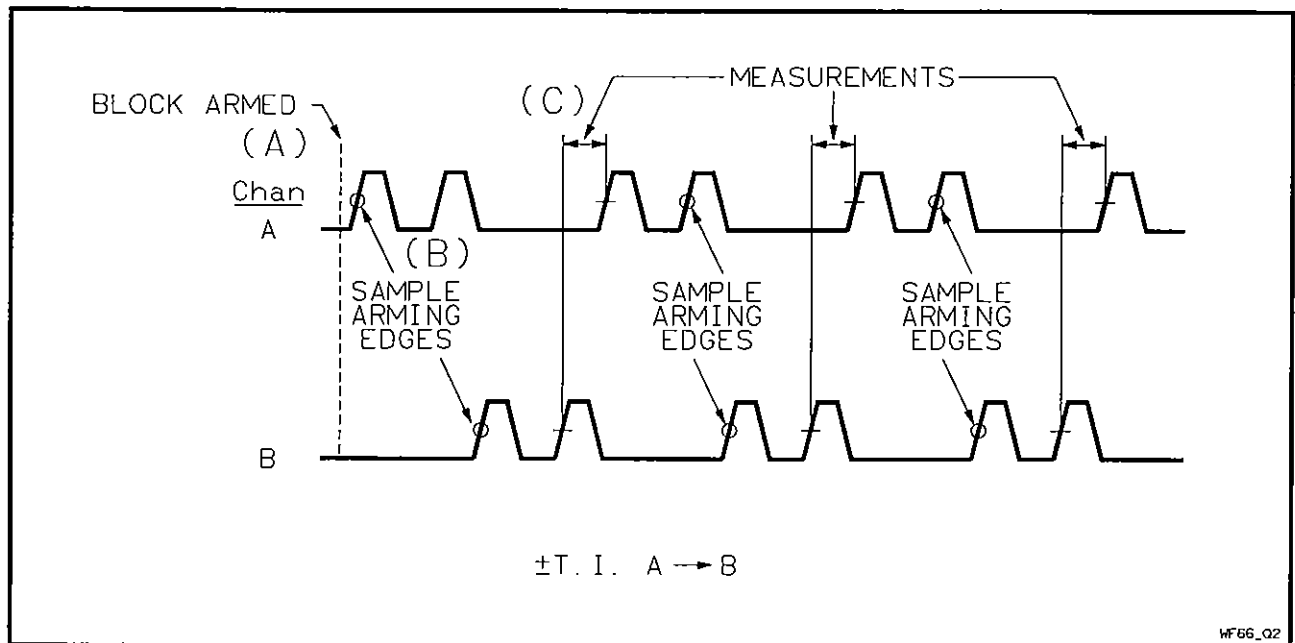 MEASUREMENTS
BLOCK ARMED
(C)
(A)
Chan
A
(B)
SAMPLE
ARMING
EDGES
SAMPLE
ARMING
EDGES
SAMPLE
ARMING
EDGES
B
±T. I. A → B
WF66_Q2